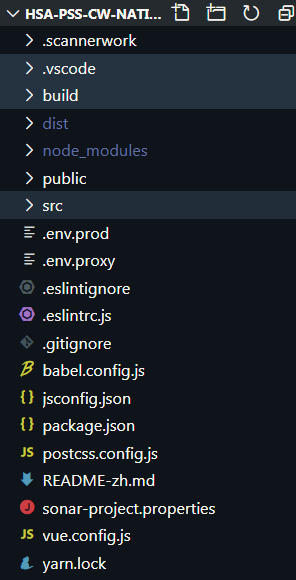 HSA-PSS-CW-NATI...
.scannerwork
.vscode
build
dist
node_modules
public
src
.env.prod
.env.proxy
.eslintignore
.eslintrc.js
.gitignore
babel.config.js
{ } jsconfig.json
{ } package.json
JS postcss.config.js
README-zh.md
sonar-project.properties
JS vue.config.js
yarn.lock